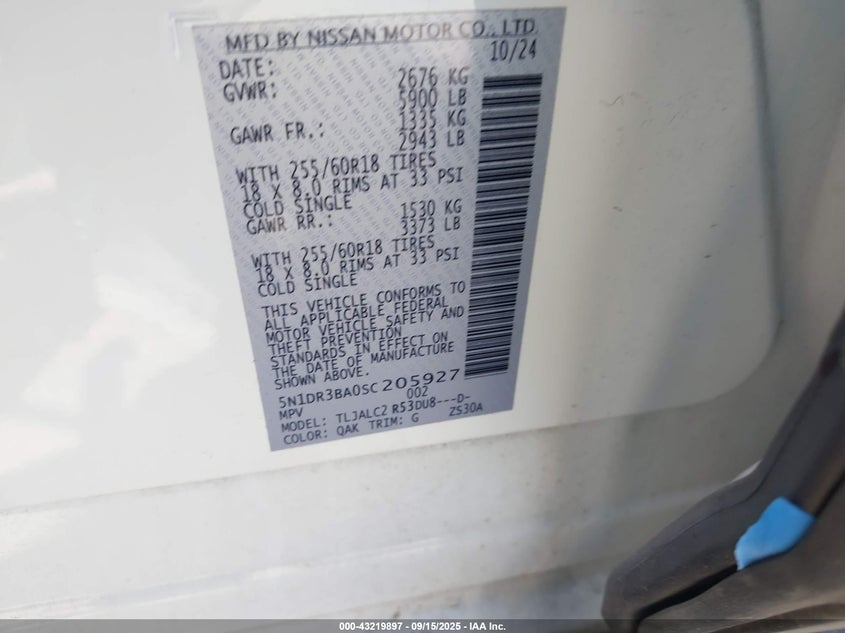 MFD BY NISSAN MOTOR CO., LTD.
DATE: 10/24
GVWR: 2676 KG
5900 LB
GAWR FR.: 1335 KG
2943 LB
WITH 255/60R18 TIRES
18 X 8.0 RIMS AT 33 PSI
COLD SINGLE
GAWR RR.: 1530 KG
3373 LB
WITH 255/60R18 TIRES
18 X 8.0 RIMS AT 33 PSI
COLD SINGLE
THIS VEHICLE CONFORMS TO
ALL APPLICABLE FEDERAL
MOTOR VEHICLE SAFETY AND
THEFT PREVENTION
STANDARDS IN EFFECT ON
THE DATE OF MANUFACTURE
SHOWN ABOVE.
5N1DR3BA0SC205927
MPV 002
MODEL: TLJALC2 R53DU8---D-
COLOR: QAK TRIM: G ZS30A
000-43219897 - 09/15/2025 - IAA Inc.